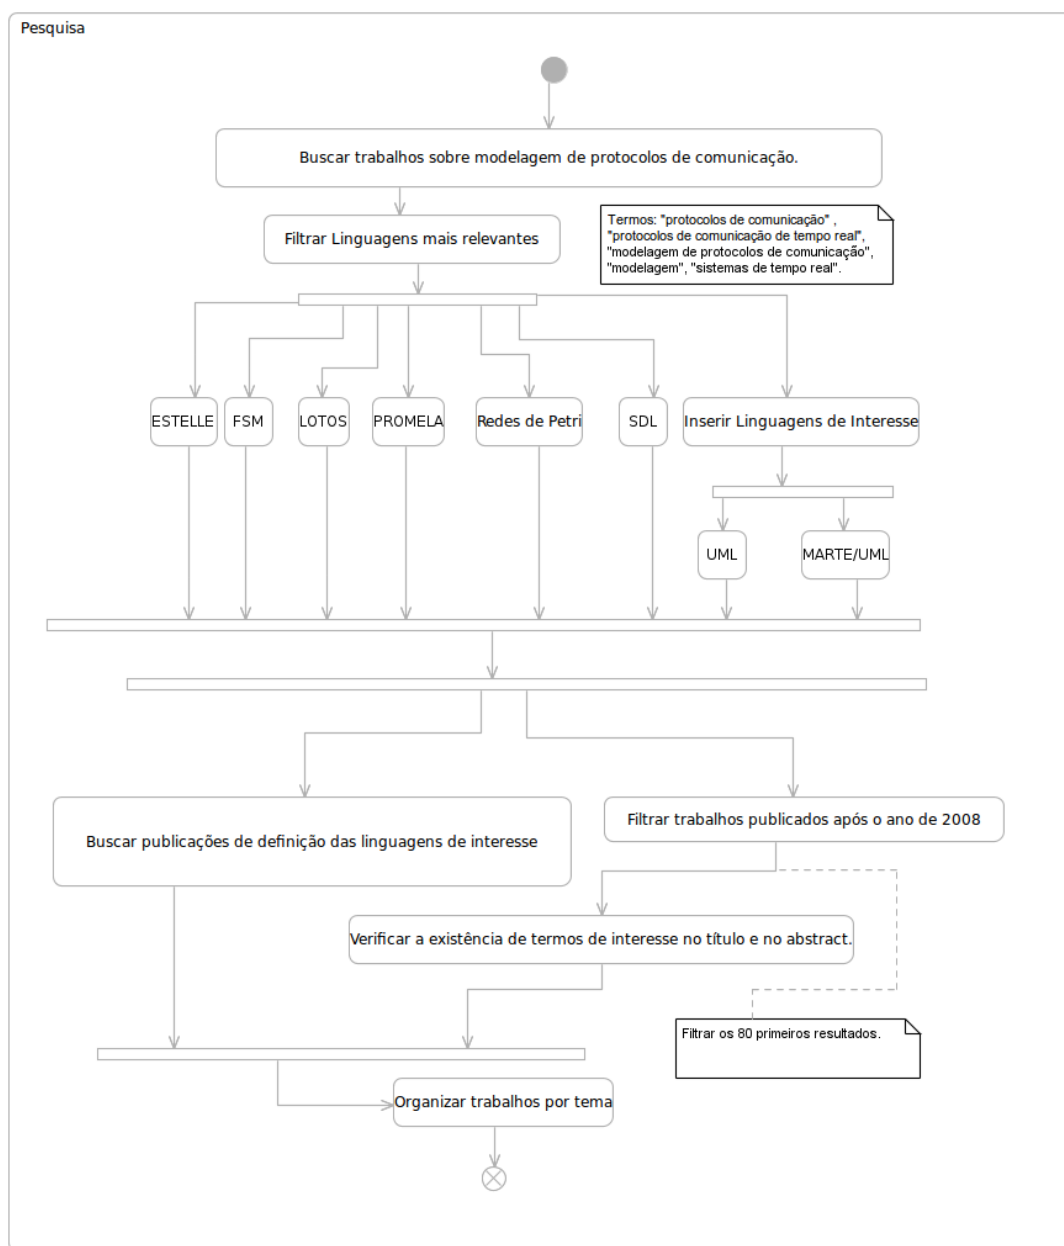 Pesquisa
Buscar trabalhos sobre modelagem de protocolos de comunicação.
Filtrar Linguagens mais relevantes
Termos: "protocolos de comunicação" ,
"protocolos de comunicação de tempo real",
"modelagem de protocolos de comunicação",
"modelagem", "sistemas de tempo real".
ESTELLE
FSM
LOTOS
PROMELA
Redes de Petri
SDL
Inserir Linguagens de Interesse
UML
MARTE/UML
Buscar publicações de definição das linguagens de interesse
Filtrar trabalhos publicados após o ano de 2008
Verificar a existência de termos de interesse no título e no abstract.
Filtrar os 80 primeiros resultados.
Organizar trabalhos por tema